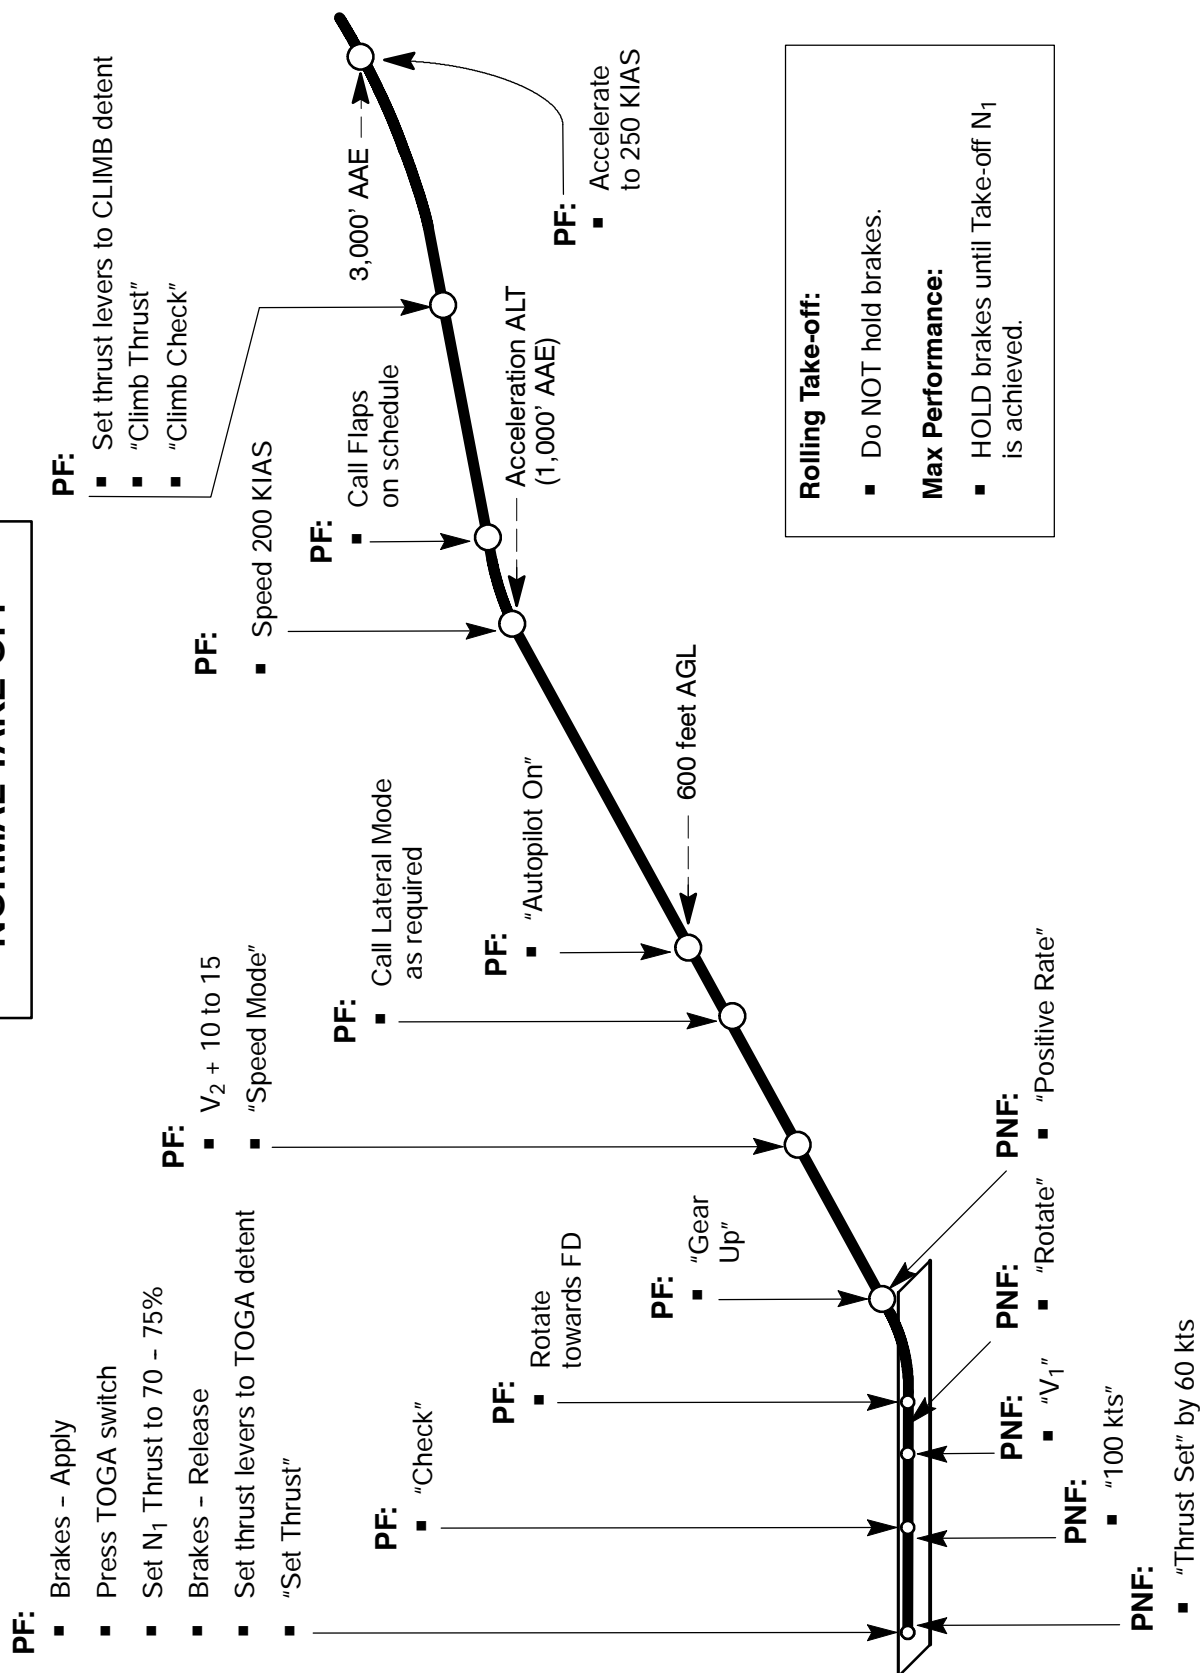 NORMAL TAKE-OFF
PF:
▪ Brakes – Apply
▪ Press TOGA switch
▪ Set N1 Thrust to 70 – 75%
▪ Brakes – Release
▪ Set thrust levers to TOGA detent
▪ “Set Thrust”
PF:
▪ “Check”
PF:
▪ Rotate
towards FD
PF:
▪ “Gear
Up”
PF:
▪ V2 + 10 to 15
▪ “Speed Mode”
PF:
▪ Call Lateral Mode
as required
PF:
▪ “Autopilot On”
600 feet AGL
PF:
▪ Speed 200 KIAS
PF:
▪ Call Flaps
on schedule
Acceleration ALT
(1,000’ AAE)
PF:
▪ Set thrust levers to CLIMB detent
▪ “Climb Thrust”
▪ “Climb Check”
3,000’ AAE
PF:
▪ Accelerate
to 250 KIAS
PNF:
▪ “Thrust Set” by 60 kts
PNF:
▪ “100 kts”
PNF:
▪ “V1”
PNF:
▪ “Rotate”
PNF:
▪ “Positive Rate”
Rolling Take-off:
▪ Do NOT hold brakes.
Max Performance:
▪ HOLD brakes until Take-off N1
is achieved.